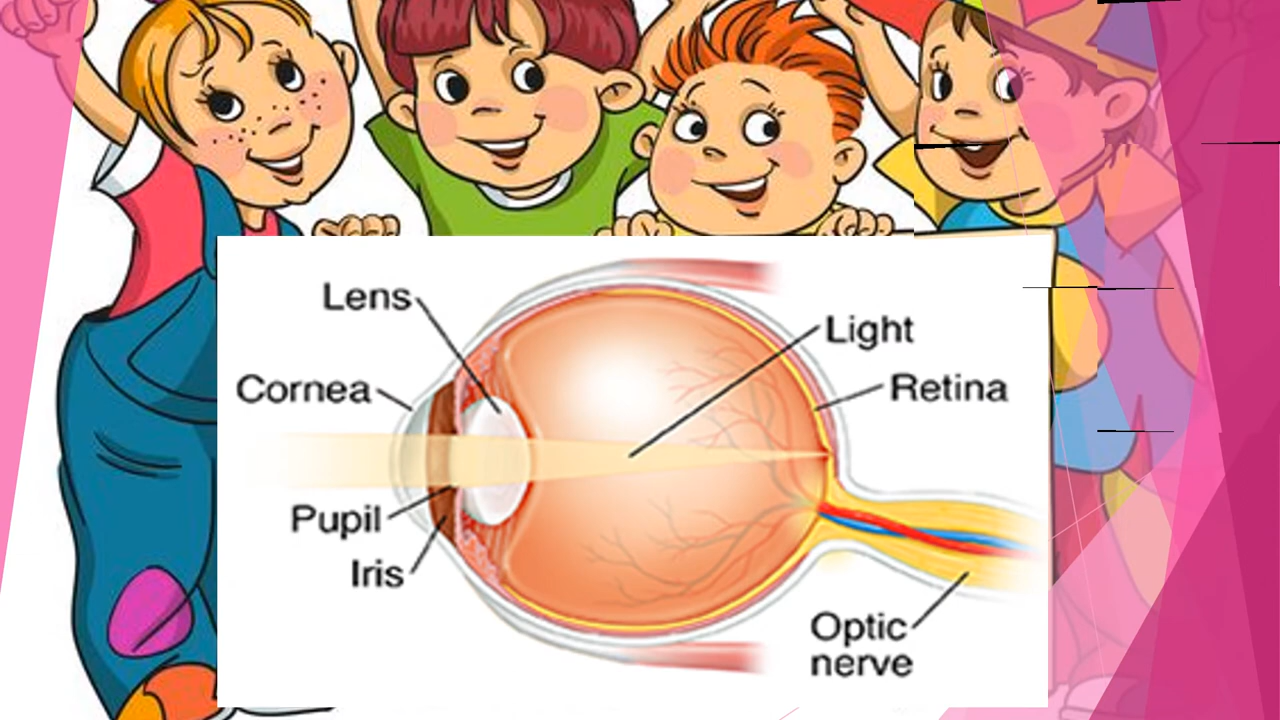 Lens
Light
Cornea
Retina
Pupil
Iris
Optic
nerve